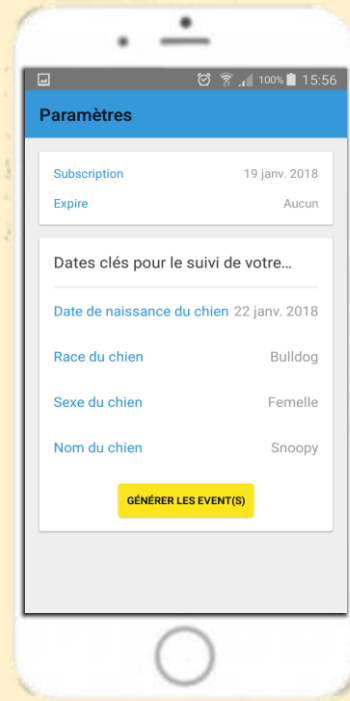 100% 15:56
Paramètres
Subscription 19 janv. 2018
Expire Aucun
Dates clés pour le suivi de votre...
Date de naissance du chien 22 janv. 2018
Race du chien Bulldog
Sexe du chien Femelle
Nom du chien Snoopy
GÉNÉRER LES EVENT(S)